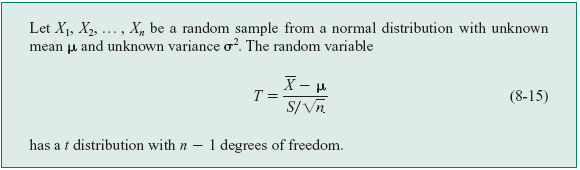 Let X₁, X₂, … , Xₙ be a random sample from a normal distribution with unknown
mean μ and unknown variance σ². The random variable
T = (X̄ − μ) / (S/√n) (8-15)
has a t distribution with n − 1 degrees of freedom.